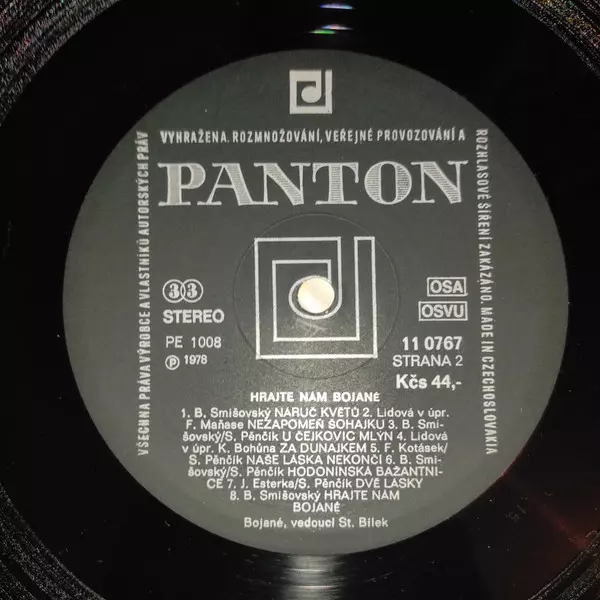 VŠECHNA PRÁVA VÝROBCE A VLASTNÍKŮ AUTORSKÝCH PRÁV
VYHRAŽENA. ROZMNOŽOVÁNÍ, VEŘEJNÉ PROVOZOVÁNÍ A
ROZHLASOVÉ ŠÍŘENÍ ZAKÁZÁNO. MADE IN CZECHOSLOVAKIA
PANTON
33
STEREO
PE 1008
Ⓟ 1978
OSA
OSVU
11 0767
STRANA 2
Kčs 44,-
HRAJTE NÁM BOJANÉ
1. B. Smišovský NÁRUČ KVĚTŮ 2. Lidová v úpr.
F. Maňase NEZAPOMEŇ ŠOHAJKU 3. B. Smi-
šovský/S. Pěnčík U ČEJKOVIC MLÝN 4. Lidová
v úpr. K. Bohůna ZA DUNAJKEM 5. F. Kotásek/
S. Pěnčík NAŠE LÁSKA NEKONČÍ 6. B. Smi-
šovský/S. Pěnčík HODONÍNSKÁ BAŽANTNI-
CE 7. J. Esterka/S. Pěnčík DVĚ LÁSKY
8. B. Smišovský HRAJTE NÁM
BOJANÉ
Bojané, vedoucí St. Bílek